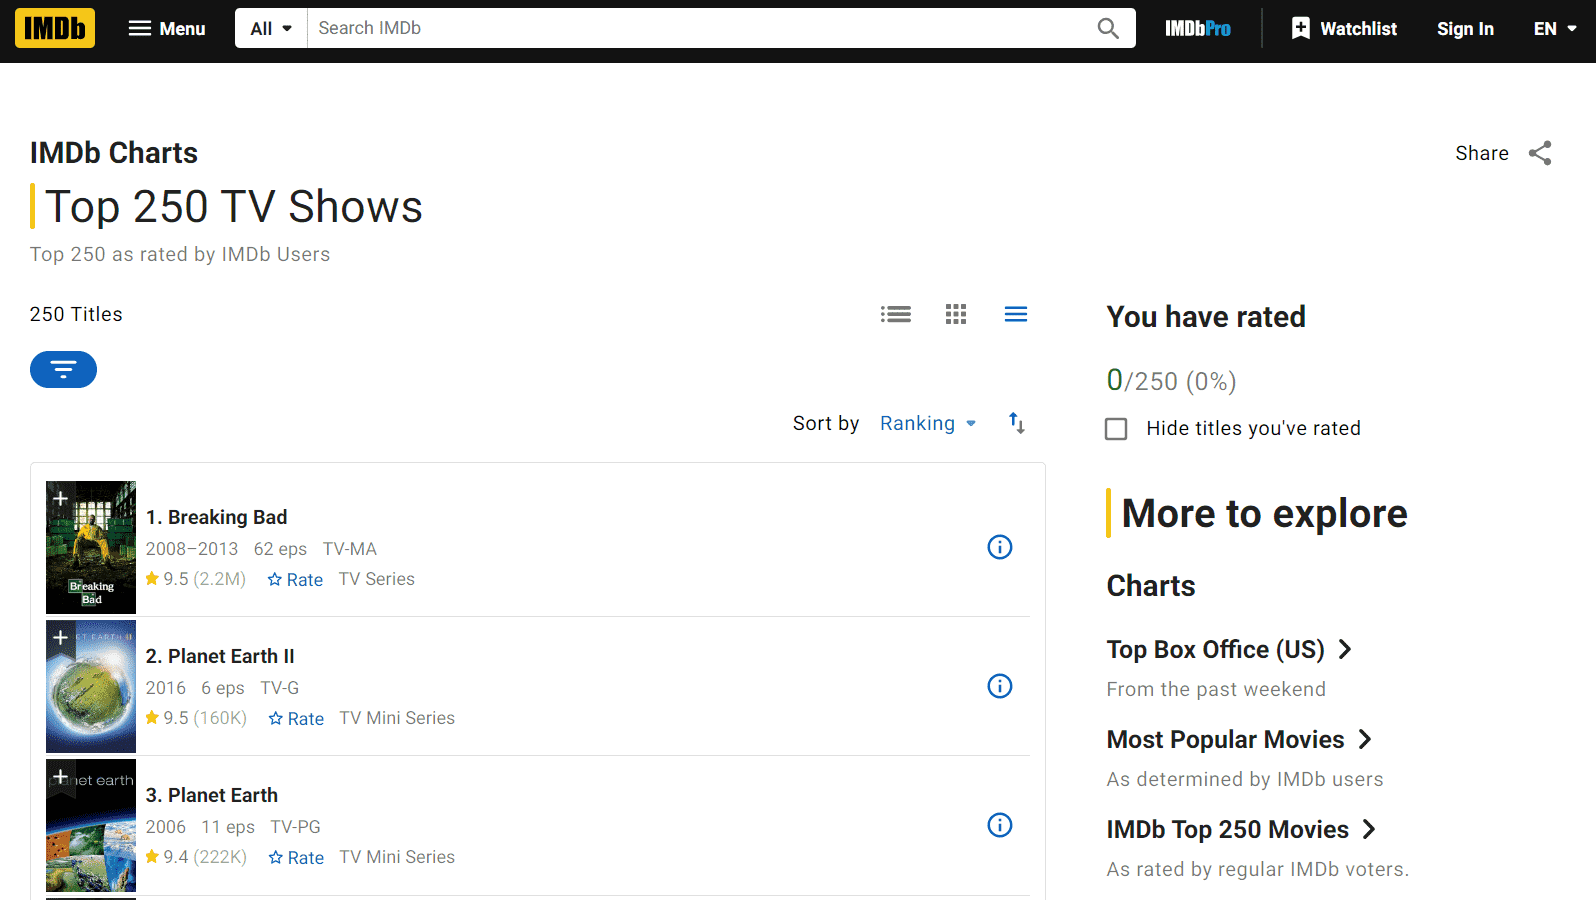 IMDb Menu All Search IMDb IMDbPro Watchlist Sign In EN
IMDb Charts
Share
Top 250 TV Shows
Top 250 as rated by IMDb Users
250 Titles
Sort by Ranking
1. Breaking Bad
2008–2013 62 eps TV-MA
9.5 (2.2M) Rate TV Series
Breaking
Bad
2. Planet Earth II
2016 6 eps TV-G
9.5 (160K) Rate TV Mini Series
ET EARTH II
planet earth
3. Planet Earth
2006 11 eps TV-PG
9.4 (222K) Rate TV Mini Series
You have rated
0/250 (0%)
Hide titles you've rated
More to explore
Charts
Top Box Office (US)
From the past weekend
Most Popular Movies
As determined by IMDb users
IMDb Top 250 Movies
As rated by regular IMDb voters.